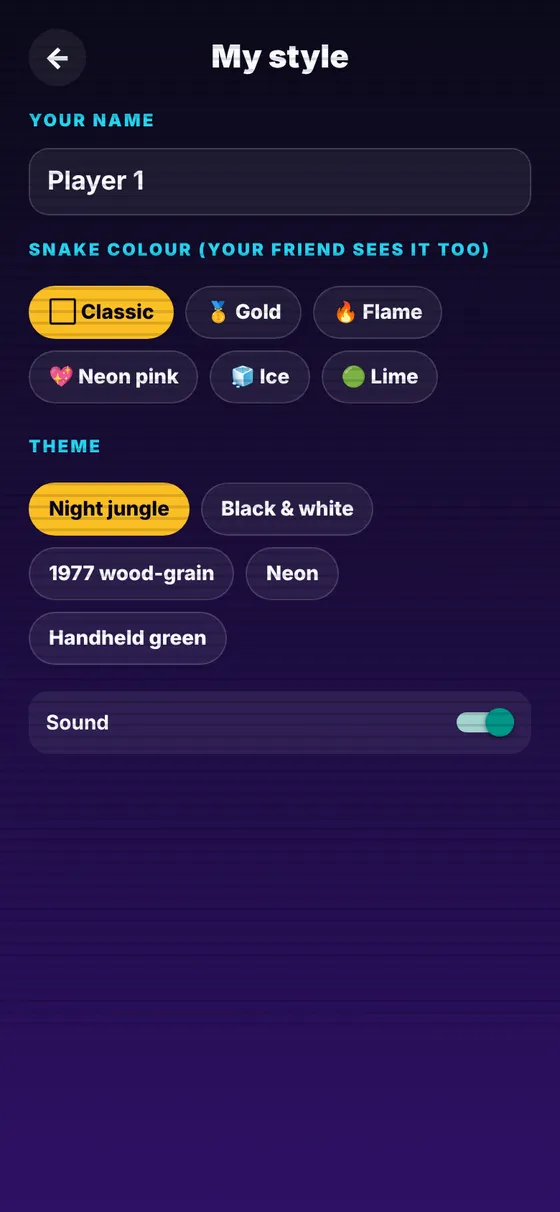 My style
YOUR NAME
Player 1
SNAKE COLOUR (YOUR FRIEND SEES IT TOO)
Classic Gold Flame
Neon pink Ice Lime
THEME
Night jungle Black & white
1977 wood-grain Neon
Handheld green
Sound